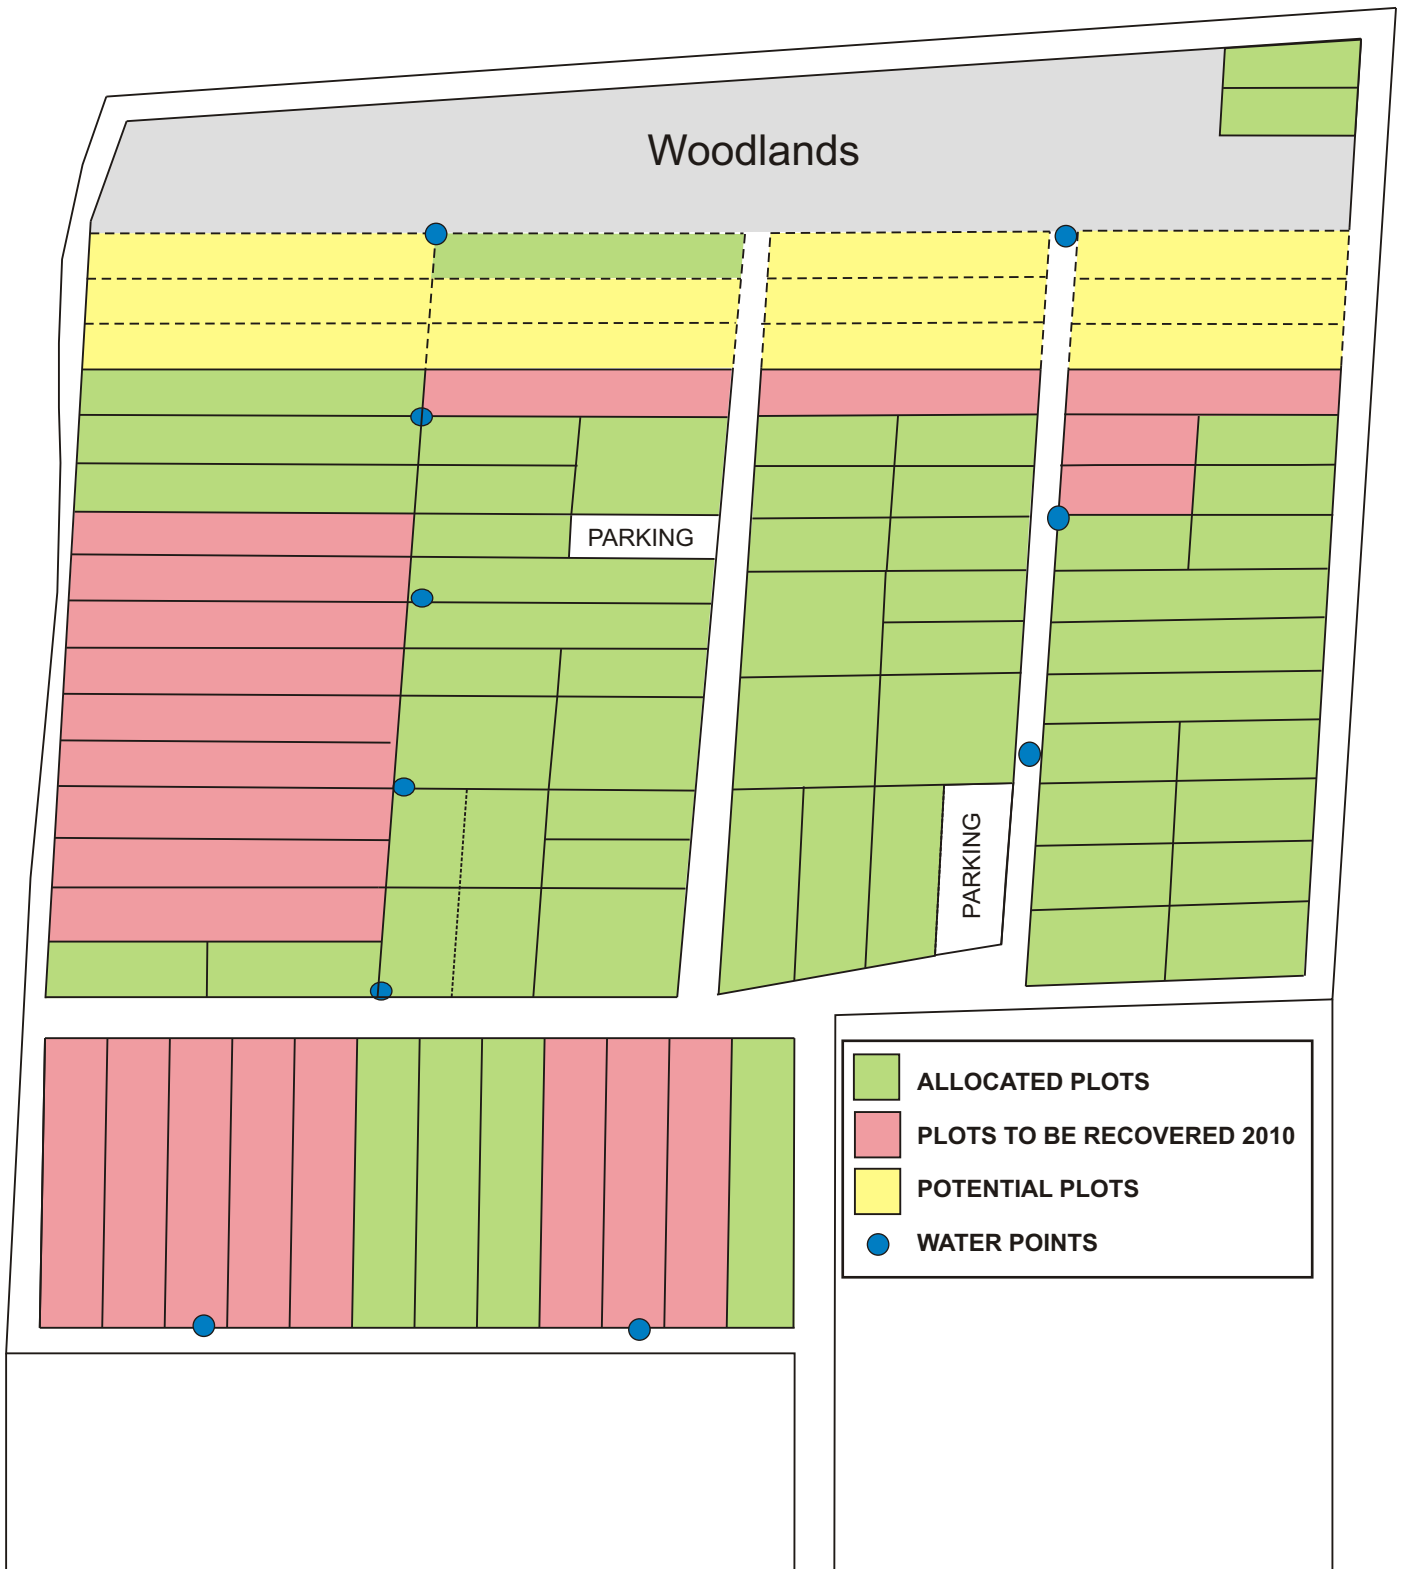 Woodlands
PARKING
PARKING
ALLOCATED PLOTS
PLOTS TO BE RECOVERED 2010
POTENTIAL PLOTS
WATER POINTS